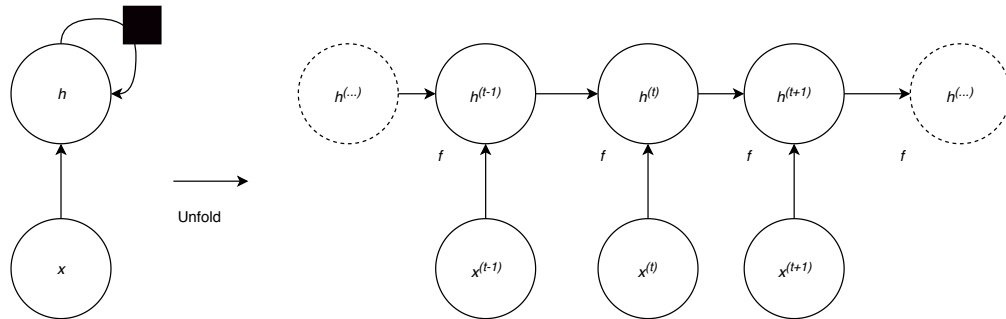 h
h(...)
h(t-1)
h(t)
h(t+1)
h(...)
f
f
f
f
Unfold
x
x(t-1)
x(t)
x(t+1)